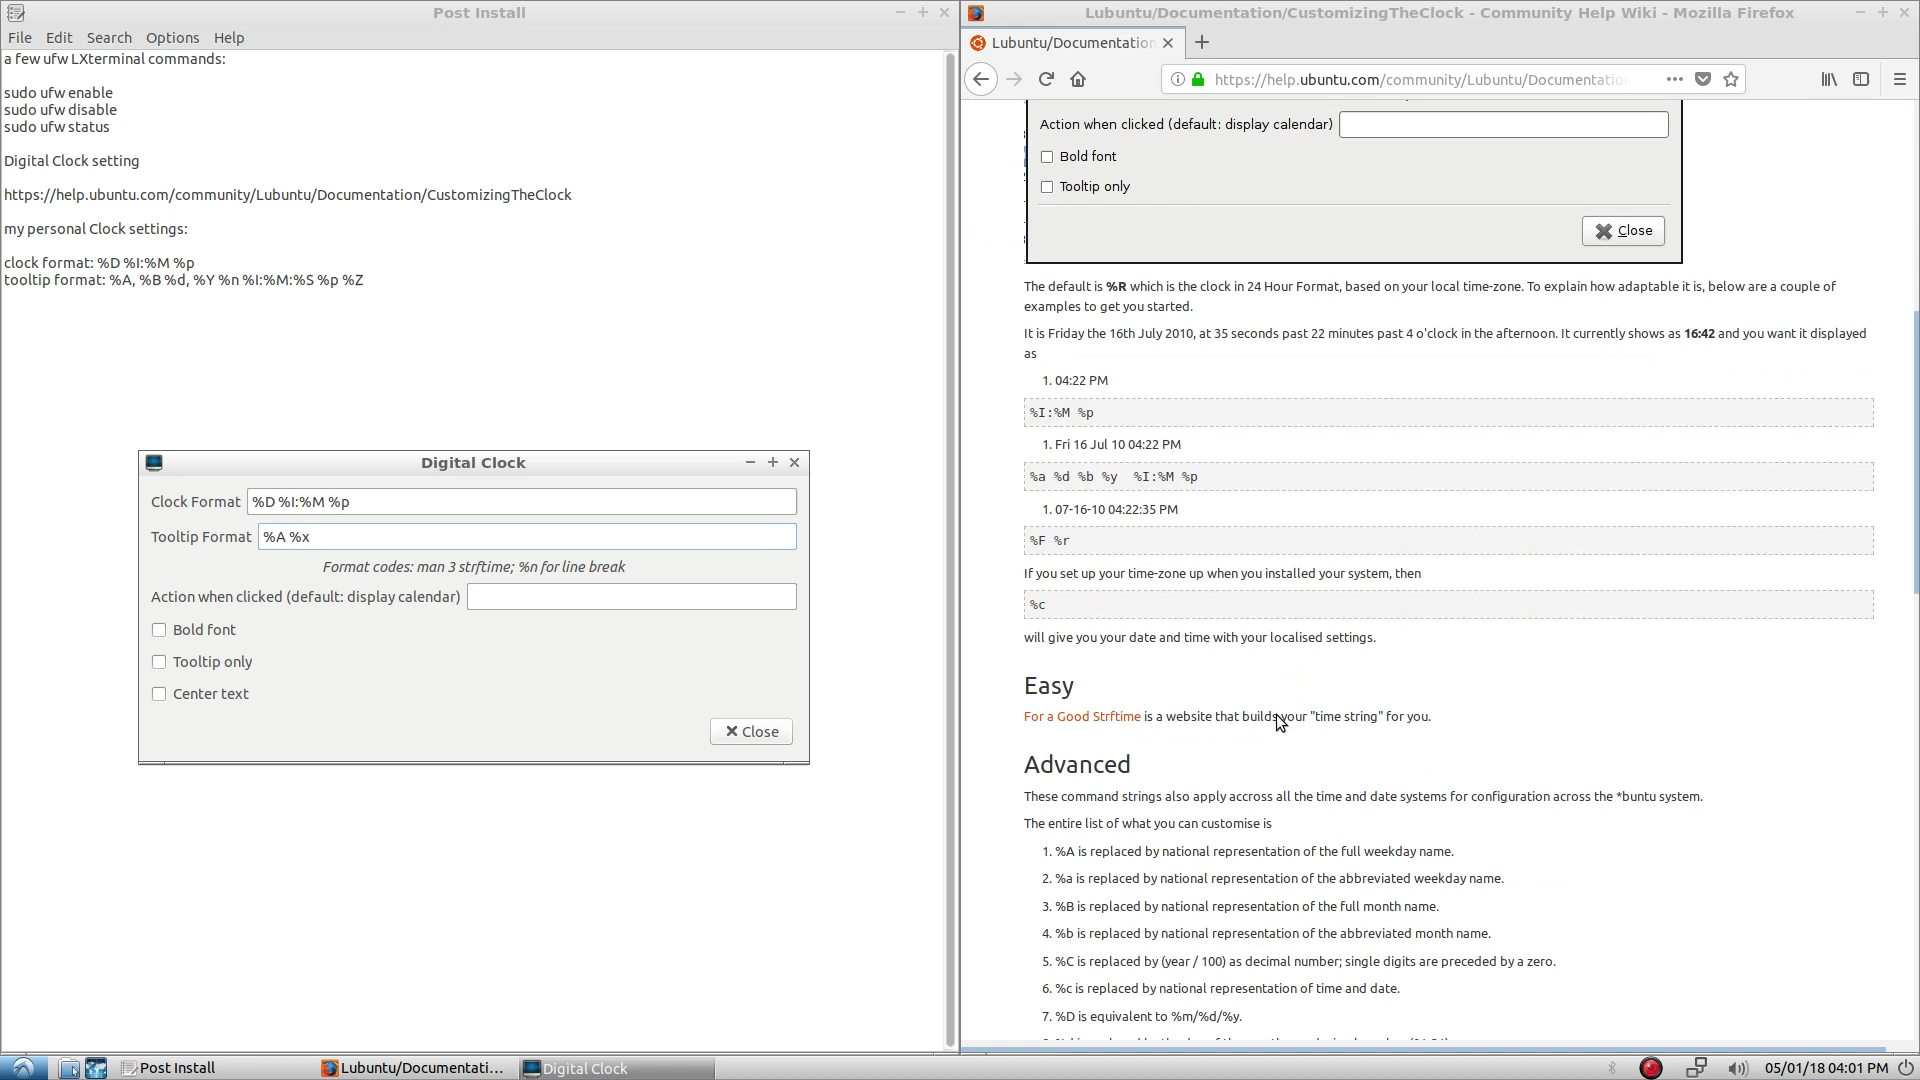 Post Install
File Edit Search Options Help
a few ufw LXterminal commands:
sudo ufw enable
sudo ufw disable
sudo ufw status
Digital Clock setting
https://help.ubuntu.com/community/Lubuntu/Documentation/CustomizingTheClock
my personal Clock settings:
clock format: %D %I:%M %p
tooltip format: %A, %B %d, %Y %n %I:%M:%S %p %Z
Digital Clock
Clock Format %D %I:%M %p
Tooltip Format %A %x
Format codes: man 3 strftime; %n for line break
Action when clicked (default: display calendar)
Bold font
Tooltip only
Center text
Close
Lubuntu/Documentation/CustomizingTheClock - Community Help Wiki - Mozilla Firefox
Lubuntu/Documentation
https://help.ubuntu.com/community/Lubuntu/Documentatio
Action when clicked (default: display calendar)
Bold font
Tooltip only
Close
The default is %R which is the clock in 24 Hour Format, based on your local time-zone. To explain how adaptable it is, below are a couple of
examples to get you started.
It is Friday the 16th July 2010, at 35 seconds past 22 minutes past 4 o'clock in the afternoon. It currently shows as 16:42 and you want it displayed
as
1. 04:22 PM
%I:%M %p
1. Fri 16 Jul 10 04:22 PM
%a %d %b %y  %I:%M %p
1. 07-16-10 04:22:35 PM
%F %r
If you set up your time-zone up when you installed your system, then
%c
will give you your date and time with your localised settings.
Easy
For a Good Strftime is a website that builds your "time string" for you.
Advanced
These command strings also apply accross all the time and date systems for configuration across the *buntu system.
The entire list of what you can customise is
1. %A is replaced by national representation of the full weekday name.
2. %a is replaced by national representation of the abbreviated weekday name.
3. %B is replaced by national representation of the full month name.
4. %b is replaced by national representation of the abbreviated month name.
5. %C is replaced by (year / 100) as decimal number; single digits are preceded by a zero.
6. %c is replaced by national representation of time and date.
7. %D is equivalent to %m/%d/%y.
Post Install
Lubuntu/Documentati...
Digital Clock
05/01/18 04:01 PM